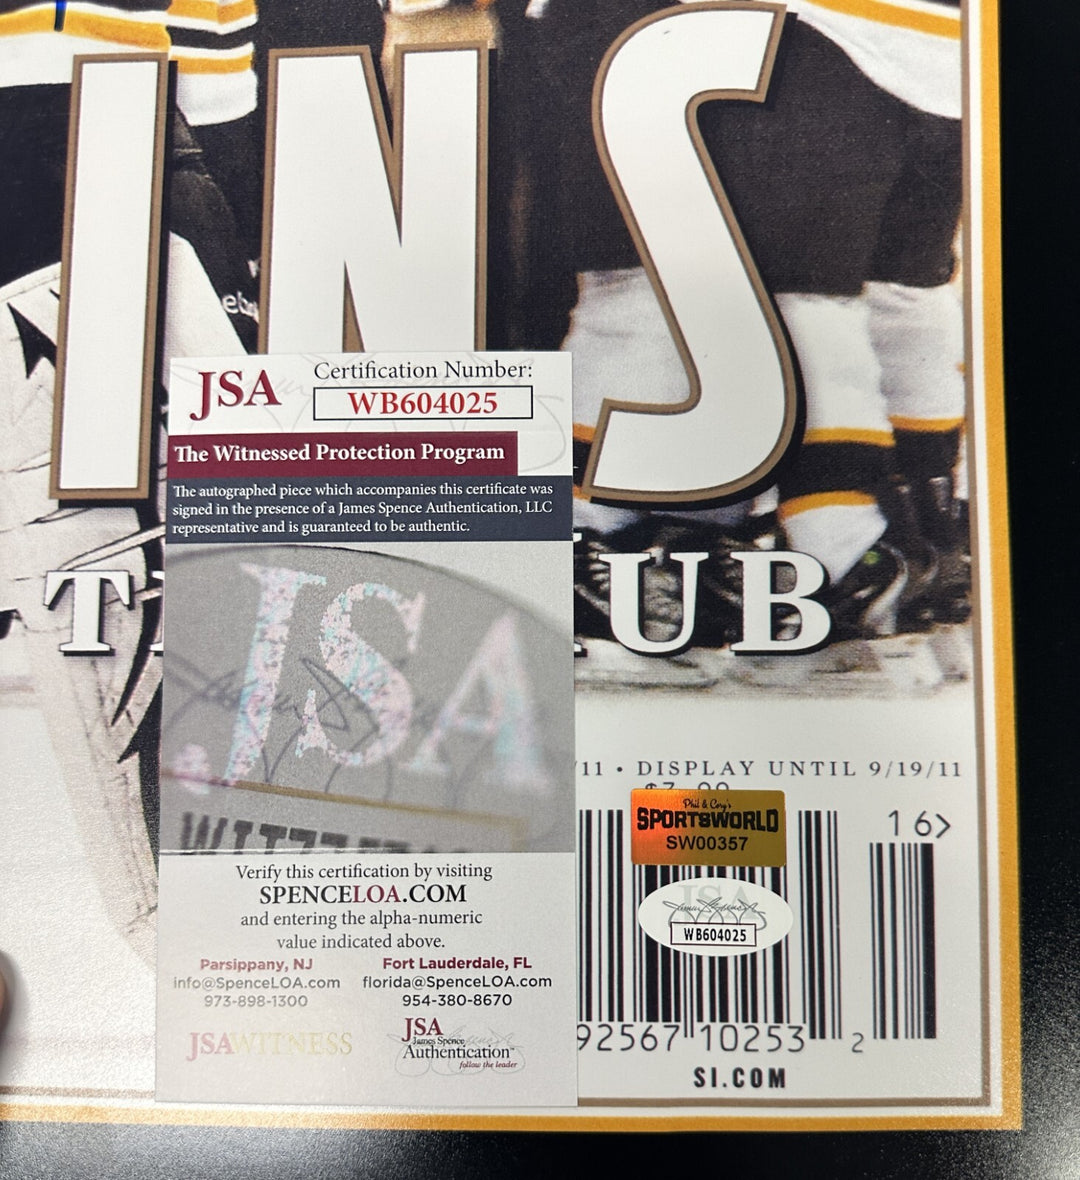 INS
JSA
Certification Number:
WB604025
The Witnessed Protection Program
The autographed piece which accompanies this certificate was
signed in the presence of a James Spence Authentication, LLC
representative and is guaranteed to be authentic.
T
UB
JSA
/11 • DISPLAY UNTIL 9/19/11
Phil & Cory's
SPORTSWORLD
SW00357
16>
JSA
WB604025
Verify this certification by visiting
SPENCELOA.COM
and entering the alpha-numeric
value indicated above.
Parsippany, NJ
info@SpenceLOA.com
973-898-1300
Fort Lauderdale, FL
florida@SpenceLOA.com
954-380-8670
JSAWITNESS
JSA
James Spence
Authentication™
follow the leader
92567 10253 2
SI.COM